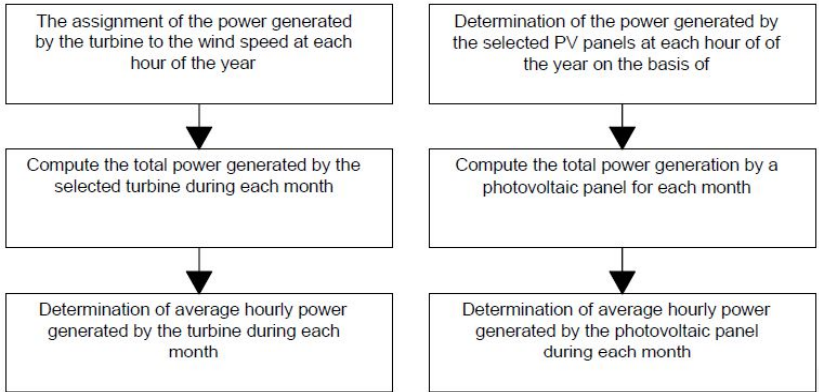 The assignment of the power generated
by the turbine to the wind speed at each
hour of the year
Determination of the power generated by
the selected PV panels at each hour of of
the year on the basis of
Compute the total power generated by the
selected turbine during each month
Compute the total power generation by a
photovoltaic panel for each month
Determination of average hourly power
generated by the turbine during each
month
Determination of average hourly power
generated by the photovoltaic panel
during each month